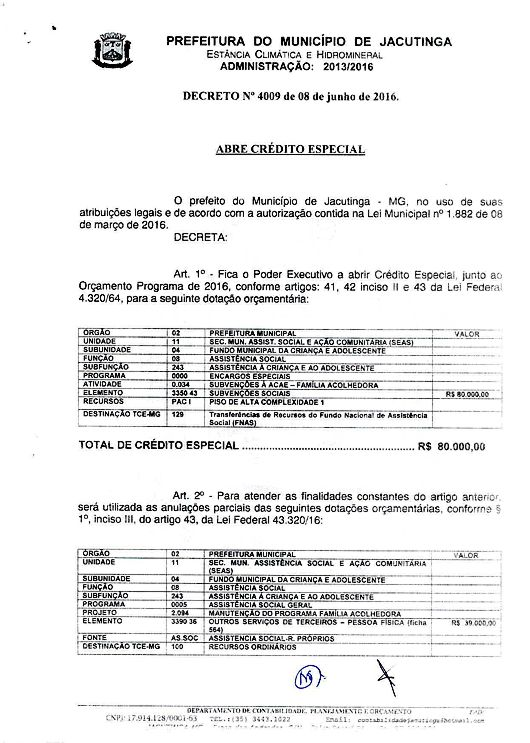 PREFEITURA DO MUNICÍPIO DE JACUTINGA
ESTÂNCIA CLIMÁTICA E HIDROMINERAL
ADMINISTRAÇÃO: 2013/2016
DECRETO Nº 4009 de 08 de junho de 2016.
ABRE CRÉDITO ESPECIAL
O prefeito do Município de Jacutinga - MG, no uso de suas
atribuições legais e de acordo com a autorização contida na Lei Municipal nº 1.882 de 08
de março de 2016.
DECRETA:
Art. 1º - Fica o Poder Executivo a abrir Crédito Especial, junto ao
Orçamento Programa de 2016, conforme artigos: 41, 42 inciso II e 43 da Lei Federal
4.320/64, para a seguinte dotação orçamentária:
ÓRGÃO 02 PREFEITURA MUNICIPAL VALOR
UNIDADE 11 SEC. MUN. ASSIST. SOCIAL E AÇÃO COMUNITÁRIA (SEAS)
SUBUNIDADE 04 FUNDO MUNICIPAL DA CRIANÇA E ADOLESCENTE
FUNÇÃO 08 ASSISTÊNCIA SOCIAL
SUBFUNÇÃO 243 ASSISTÊNCIA À CRIANÇA E AO ADOLESCENTE
PROGRAMA 0000 ENCARGOS ESPECIAIS
ATIVIDADE 0.034 SUBVENÇÕES À ACAE – FAMÍLIA ACOLHEDORA
ELEMENTO 3350 43 SUBVENÇÕES SOCIAIS R$ 80.000,00
RECURSOS PAC I PISO DE ALTA COMPLEXIDADE 1
DESTINAÇÃO TCE-MG 129 Transferências de Recursos do Fundo Nacional de Assistência
Social (FNAS)
TOTAL DE CRÉDITO ESPECIAL ........................................................ R$ 80.000,00
Art. 2º - Para atender as finalidades constantes do artigo anterior,
será utilizada as anulações parciais das seguintes dotações orçamentárias, conforme §
1º, inciso III, do artigo 43, da Lei Federal 43.320/16:
ÓRGÃO 02 PREFEITURA MUNICIPAL VALOR
UNIDADE 11 SEC. MUN. ASSISTÊNCIA SOCIAL E AÇÃO COMUNITÁRIA
(SEAS)
SUBUNIDADE 04 FUNDO MUNICIPAL DA CRIANÇA E ADOLESCENTE
FUNÇÃO 08 ASSISTÊNCIA SOCIAL
SUBFUNÇÃO 243 ASSISTÊNCIA À CRIANÇA E AO ADOLESCENTE
PROGRAMA 0005 ASSISTÊNCIA SOCIAL GERAL
PROJETO 2.094 MANUTENÇÃO DO PROGRAMA FAMÍLIA ACOLHEDORA
ELEMENTO 3390 36 OUTROS SERVIÇOS DE TERCEIROS – PESSOA FÍSICA (ficha
564) R$ 39.000,00
FONTE AS.SOC ASSISTENCIA SOCIAL-R. PRÓPRIOS
DESTINAÇÃO TCE-MG 100 RECURSOS ORDINÁRIOS
DEPARTAMENTO DE CONTABILIDADE, PLANEJAMENTO E ORÇAMENTO
CNPJ: 17.914.128/0001-63 TEL.:(35) 3443.1022 Email: contabilidadejacutinga@hotmail.com